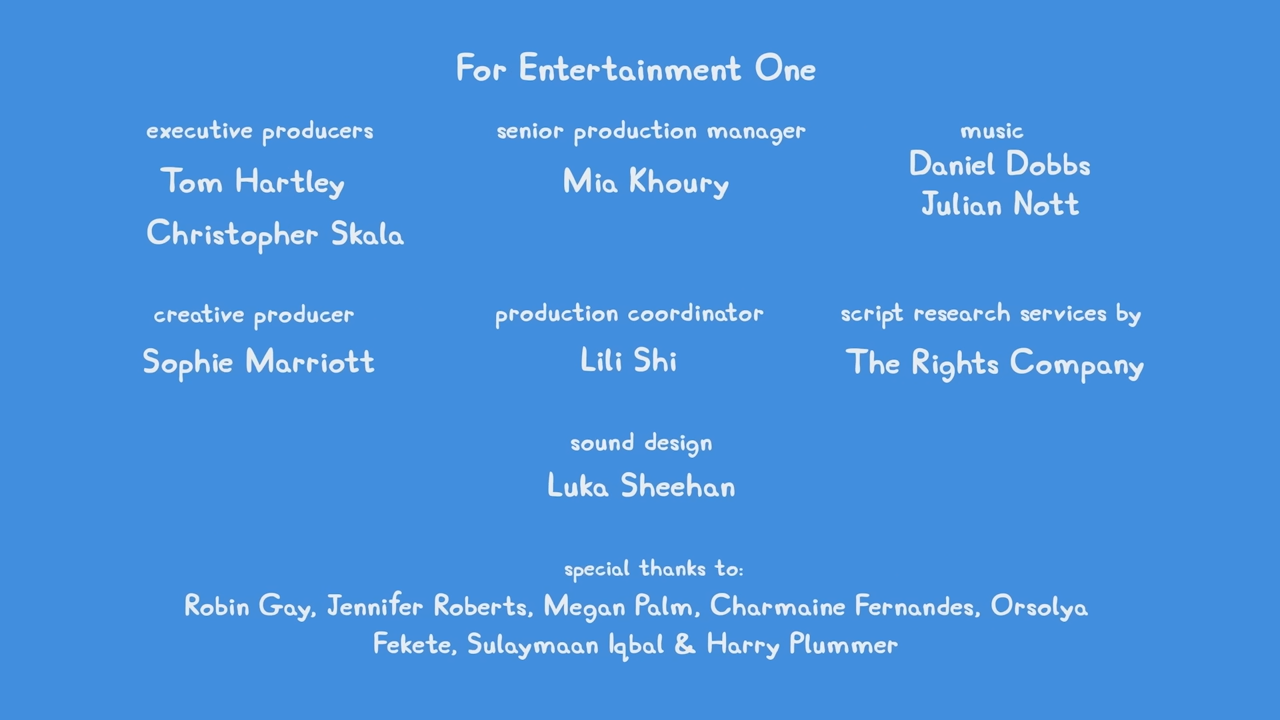 For Entertainment One
executive producers
Tom Hartley
Christopher Skala
senior production manager
Mia Khoury
music
Daniel Dobbs
Julian Nott
creative producer
Sophie Marriott
production coordinator
Lili Shi
script research services by
The Rights Company
sound design
Luka Sheehan
special thanks to:
Robin Gay, Jennifer Roberts, Megan Palm, Charmaine Fernandes, Orsolya
Fekete, Sulaymaan Iqbal & Harry Plummer